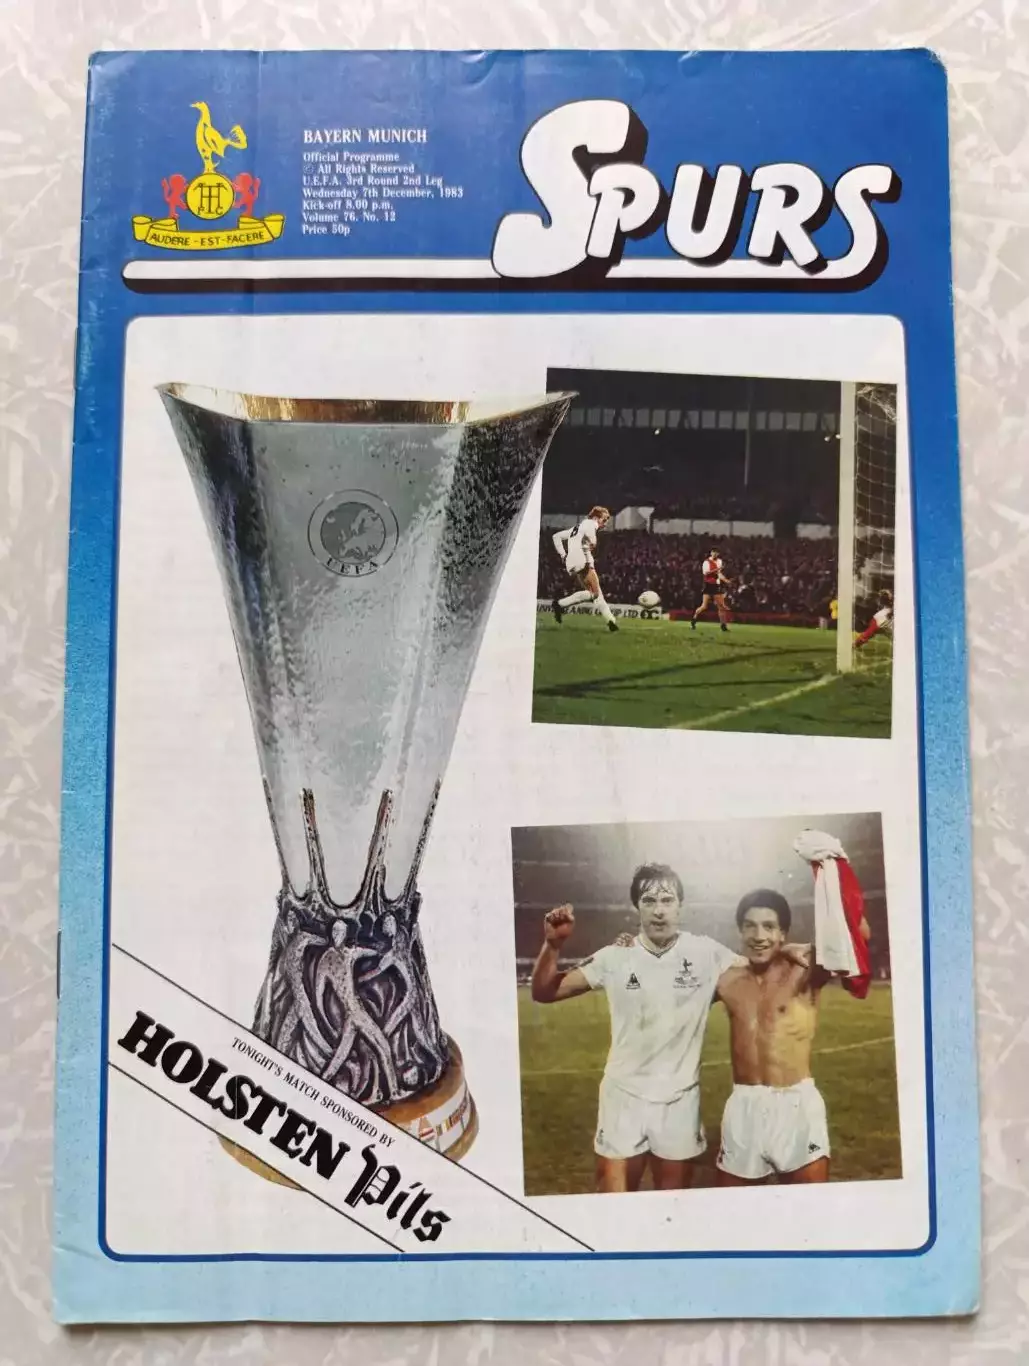 BAYERN MUNICH
Official Programme
© All Rights Reserved
U.E.F.A. 3rd Round 2nd Leg
Wednesday 7th December, 1983
Kick-off 8.00 p.m.
Volume 76. No. 12
Price 50p
SPURS
AUDERE - EST - FACERE
UEFA
TONIGHT'S MATCH SPONSORED BY
HOLSTEN Pils